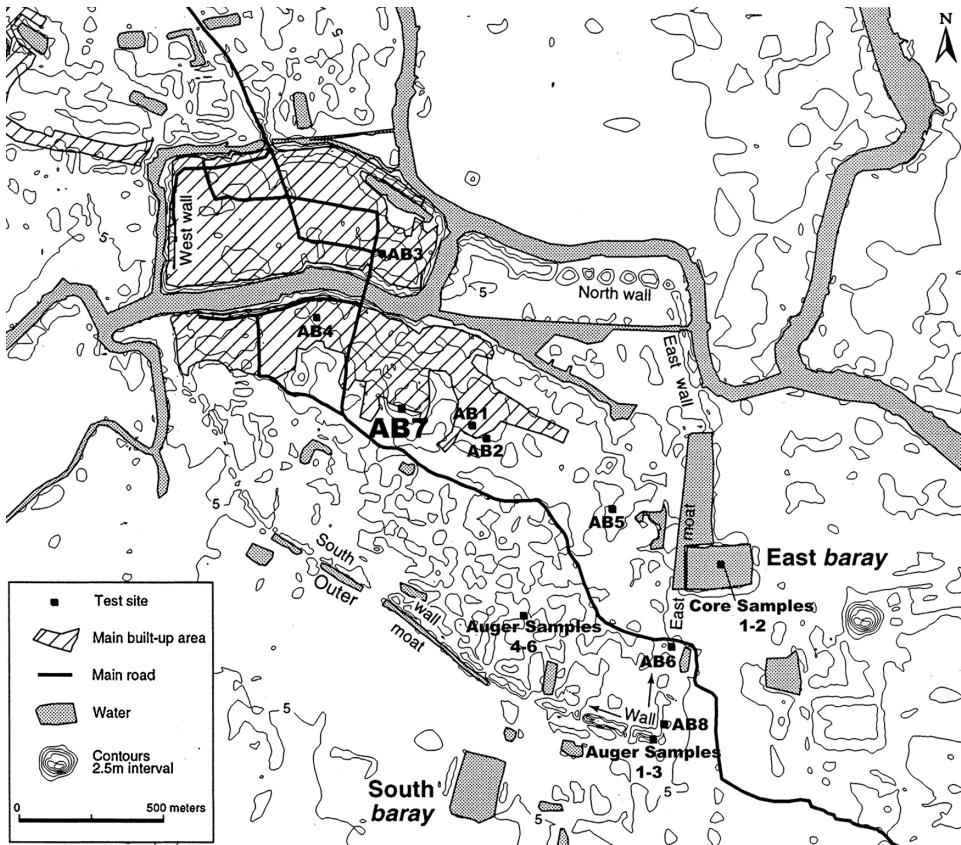 N
5
West wall
5
AB3
5
North wall
AB4
East wall
AB1
AB7
AB2
5
AB5
moat
South
Outer
East baray
wall
moat
East
Core Samples
1-2
Auger Samples
4-6
AB6
5
Wall
AB8
Auger Samples
1-3
5
South
baray
5
Test site
Main built-up area
Main road
Water
Contours
2.5m interval
0
500 meters